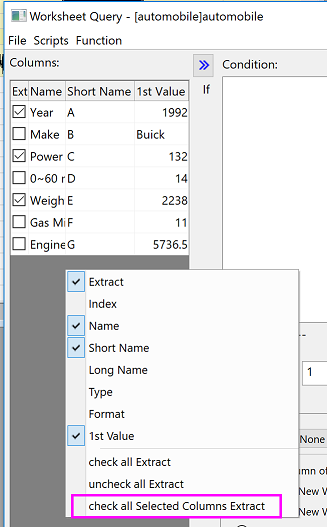 Worksheet Query - [automobile]automobile
File Scripts Function
Columns:
Condition:
If
Ext Name Short Name 1st Value
Year A 1992
Make B Buick
Power C 132
0~60 D 14
Weigh E 2238
Gas Mi F 11
Engine G 5736.5
Extract
Index
Name
Short Name
Long Name
Type
Format
1st Value
check all Extract
uncheck all Extract
check all Selected Columns Extract
1
None
of
New W
New W